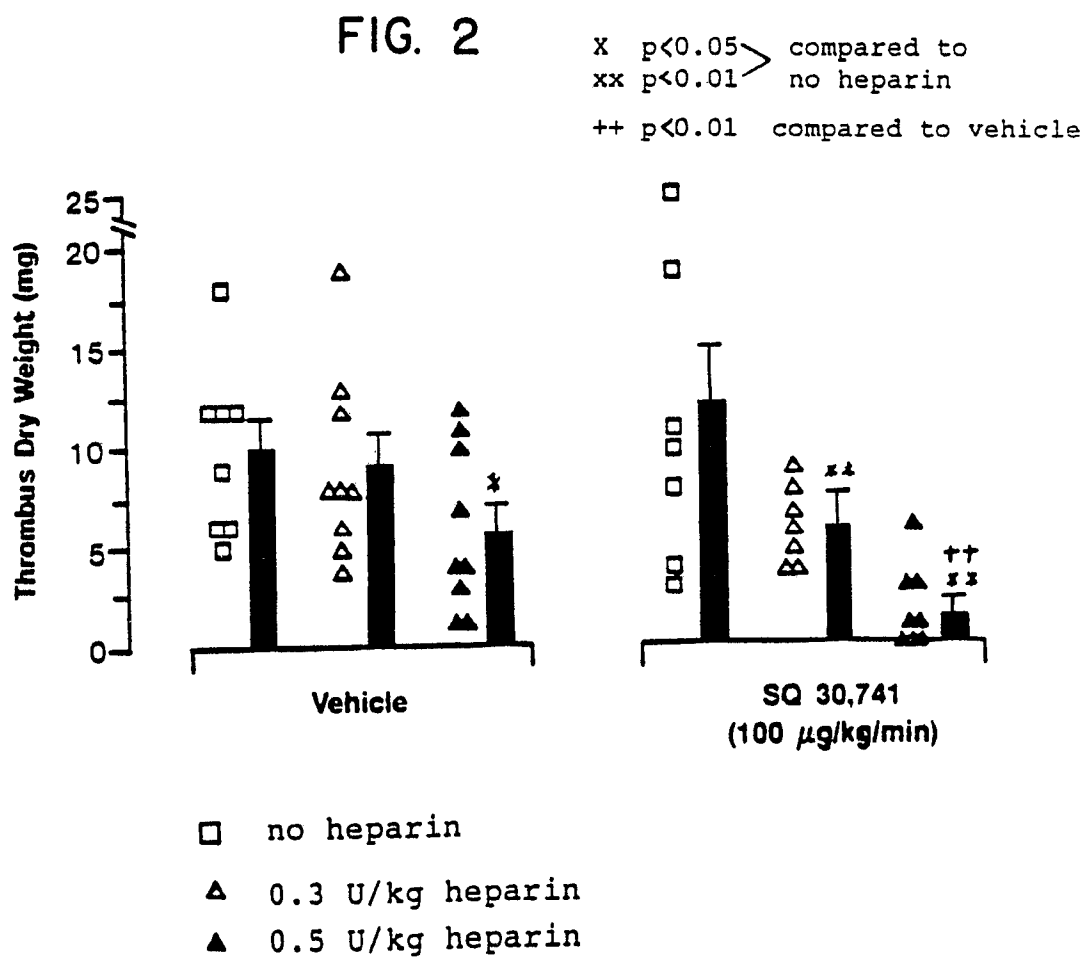 FIG. 2
X p<0.05 compared to
xx p<0.01 no heparin
++ p<0.01 compared to vehicle
Thrombus Dry Weight (mg)
25
20
15
10
5
0
x
xx
++
xx
Vehicle
SQ 30,741
(100 μg/kg/min)
no heparin
0.3 U/kg heparin
0.5 U/kg heparin